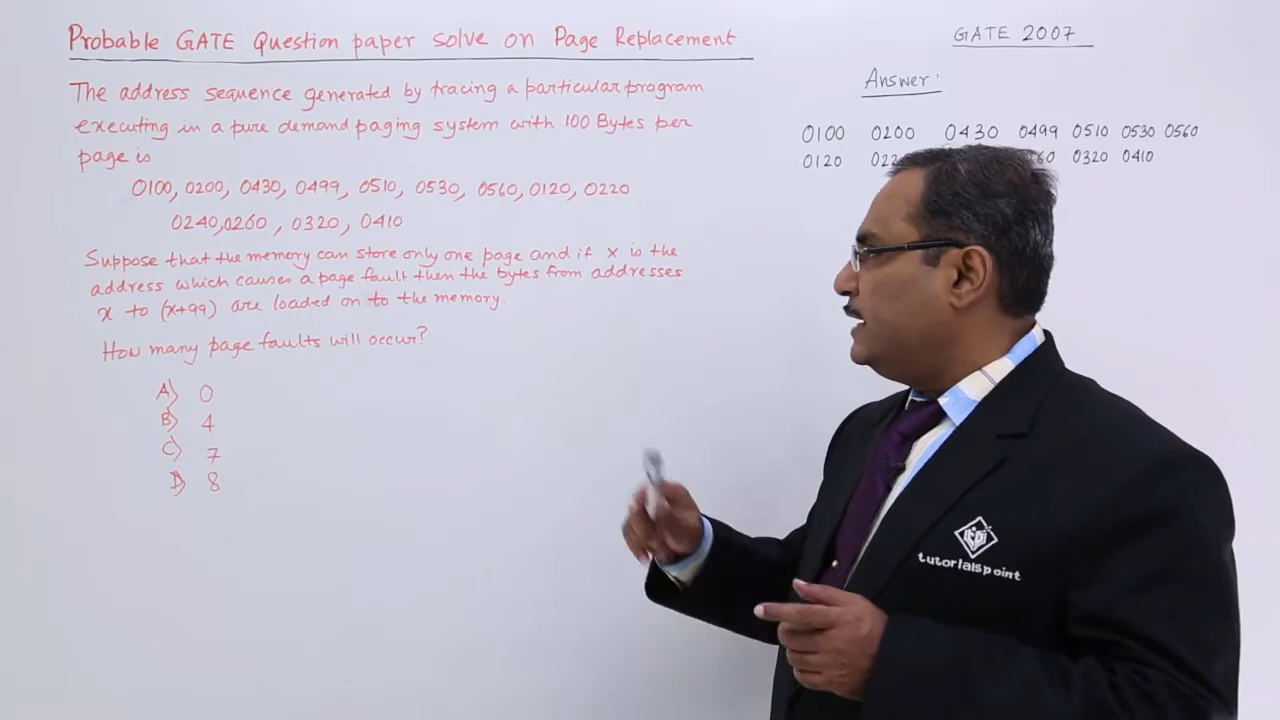 Probable GATE Question paper solve on Page Replacement
GATE 2007
The address sequence generated by tracing a particular program
executing in a pure demand paging system with 100 Bytes per
page is
0100, 0200, 0430, 0499, 0510, 0530, 0560, 0120, 0220
0240, 0260, 0320, 0410
Suppose that the memory can store only one page and if x is the
address which causes a page fault then the bytes from addresses
x to (x+99) are loaded on to the memory.
How many page faults will occur?
A) 0
B) 4
C) 7
D) 8
Answer:
0100 0200 0430 0499 0510 0530 0560
0120 0320 0410
tutorialspoint